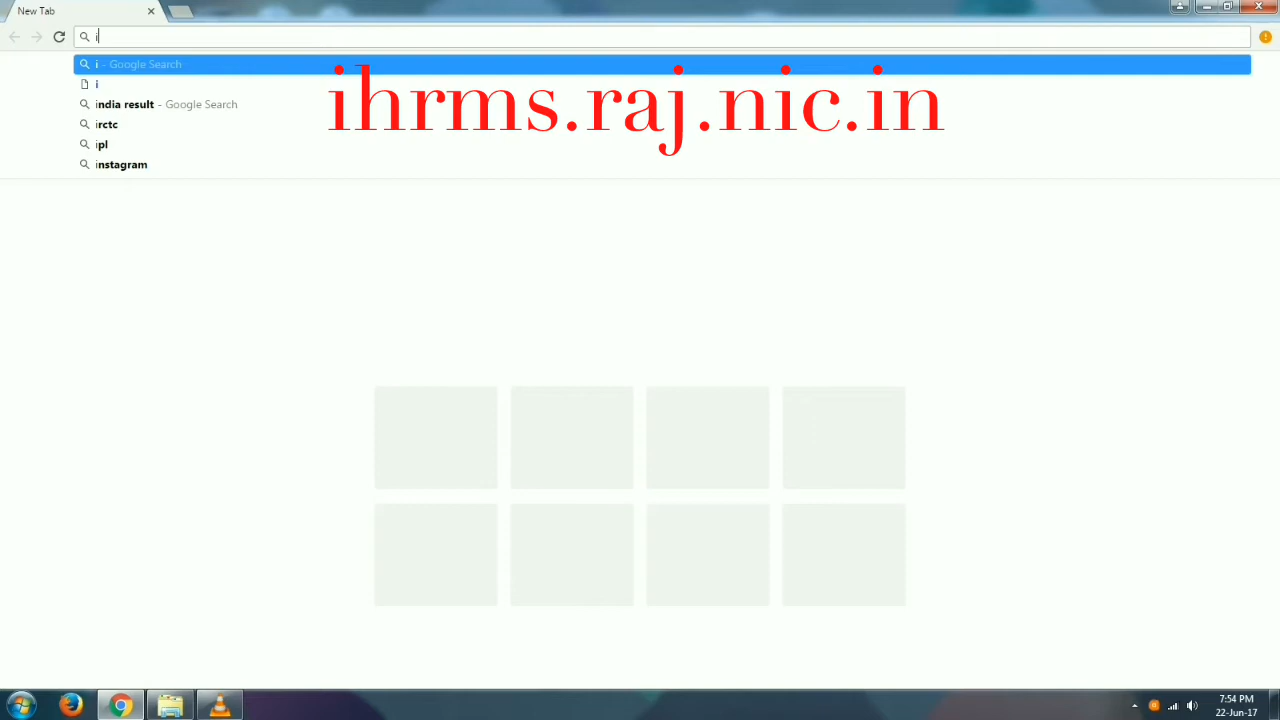 New Tab
i
i - Google Search
i
india result - Google Search
irctc
ipl
instagram
ihrms.raj.nic.in
7:54 PM
22-Jun-17